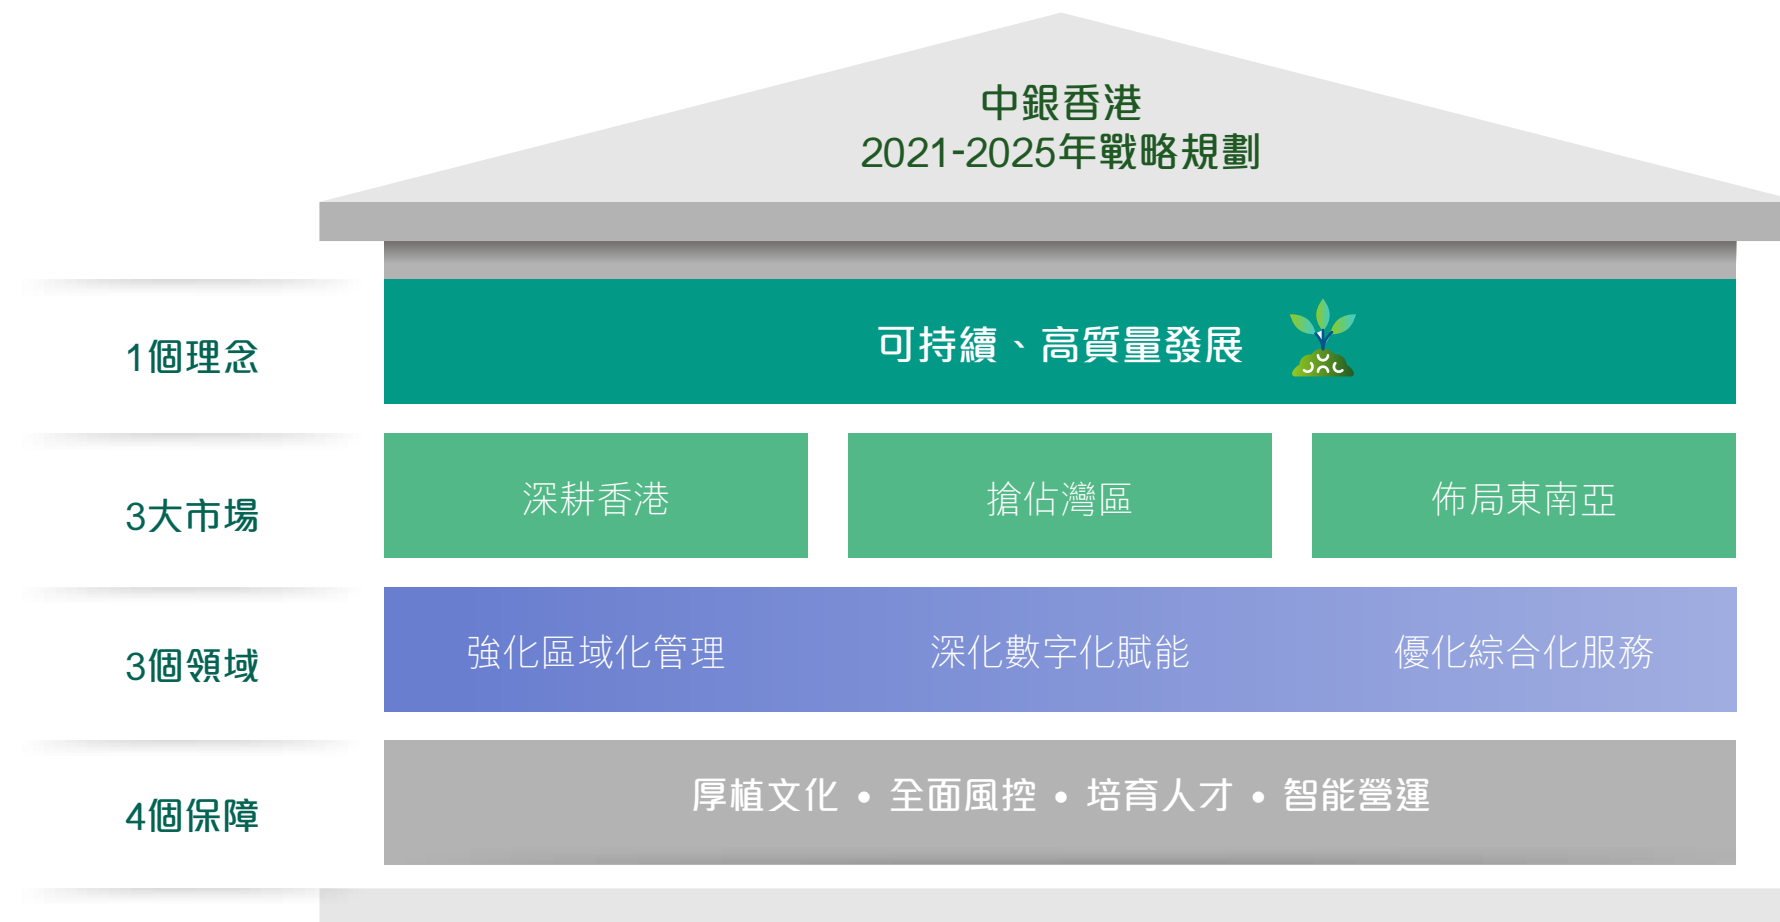 中銀香港
2021-2025年戰略規劃
1個理念
可持續、高質量發展
3大市場
深耕香港
搶佔灣區
佈局東南亞
3個領域
強化區域化管理
深化數字化賦能
優化綜合化服務
4個保障
厚植文化 • 全面風控 • 培育人才 • 智能營運